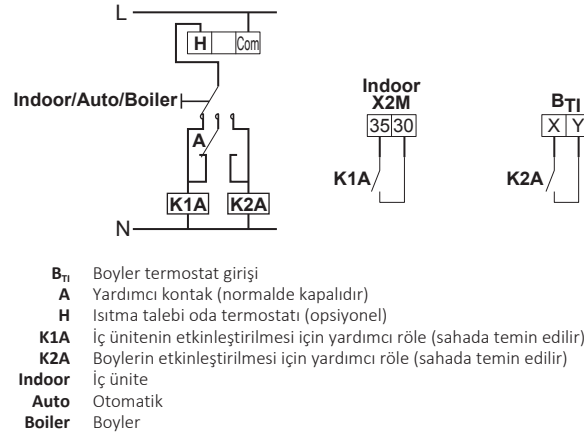 L
H Com
Indoor/Auto/Boiler
A
K1A K2A
N
Indoor
X2M
35 30
K1A
BTI
X Y
K2A
BTI Boyler termostat girişi
A Yardımcı kontak (normalde kapalıdır)
H Isıtma talebi oda termostatı (opsiyonel)
K1A İç ünitenin etkinleştirilmesi için yardımcı röle (sahada temin edilir)
K2A Boylerin etkinleştirilmesi için yardımcı röle (sahada temin edilir)
Indoor İç ünite
Auto Otomatik
Boiler Boyler